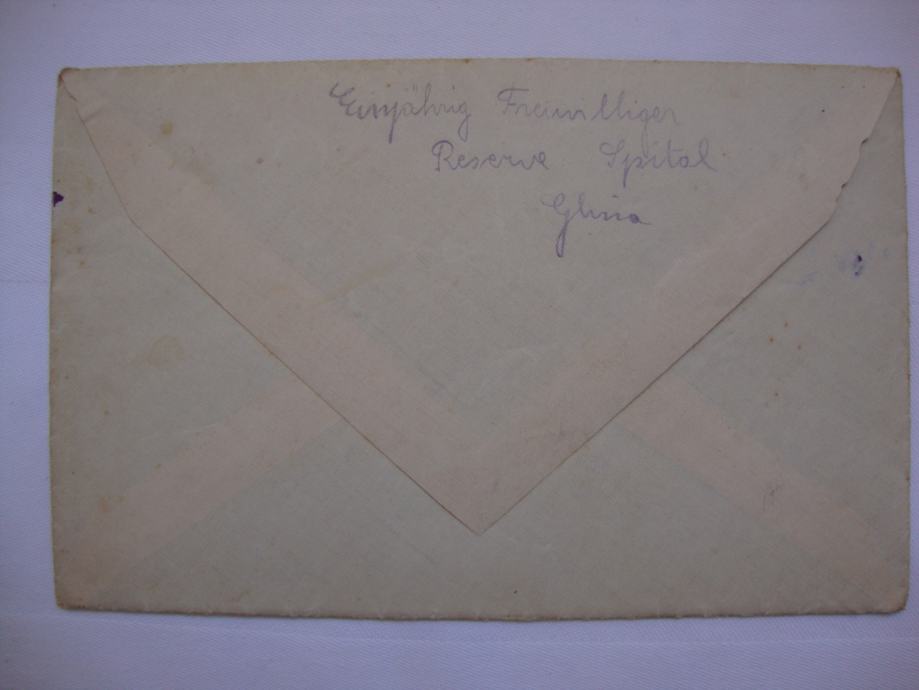 Einjährig Freiwilliger
Reserve Spital
Glina